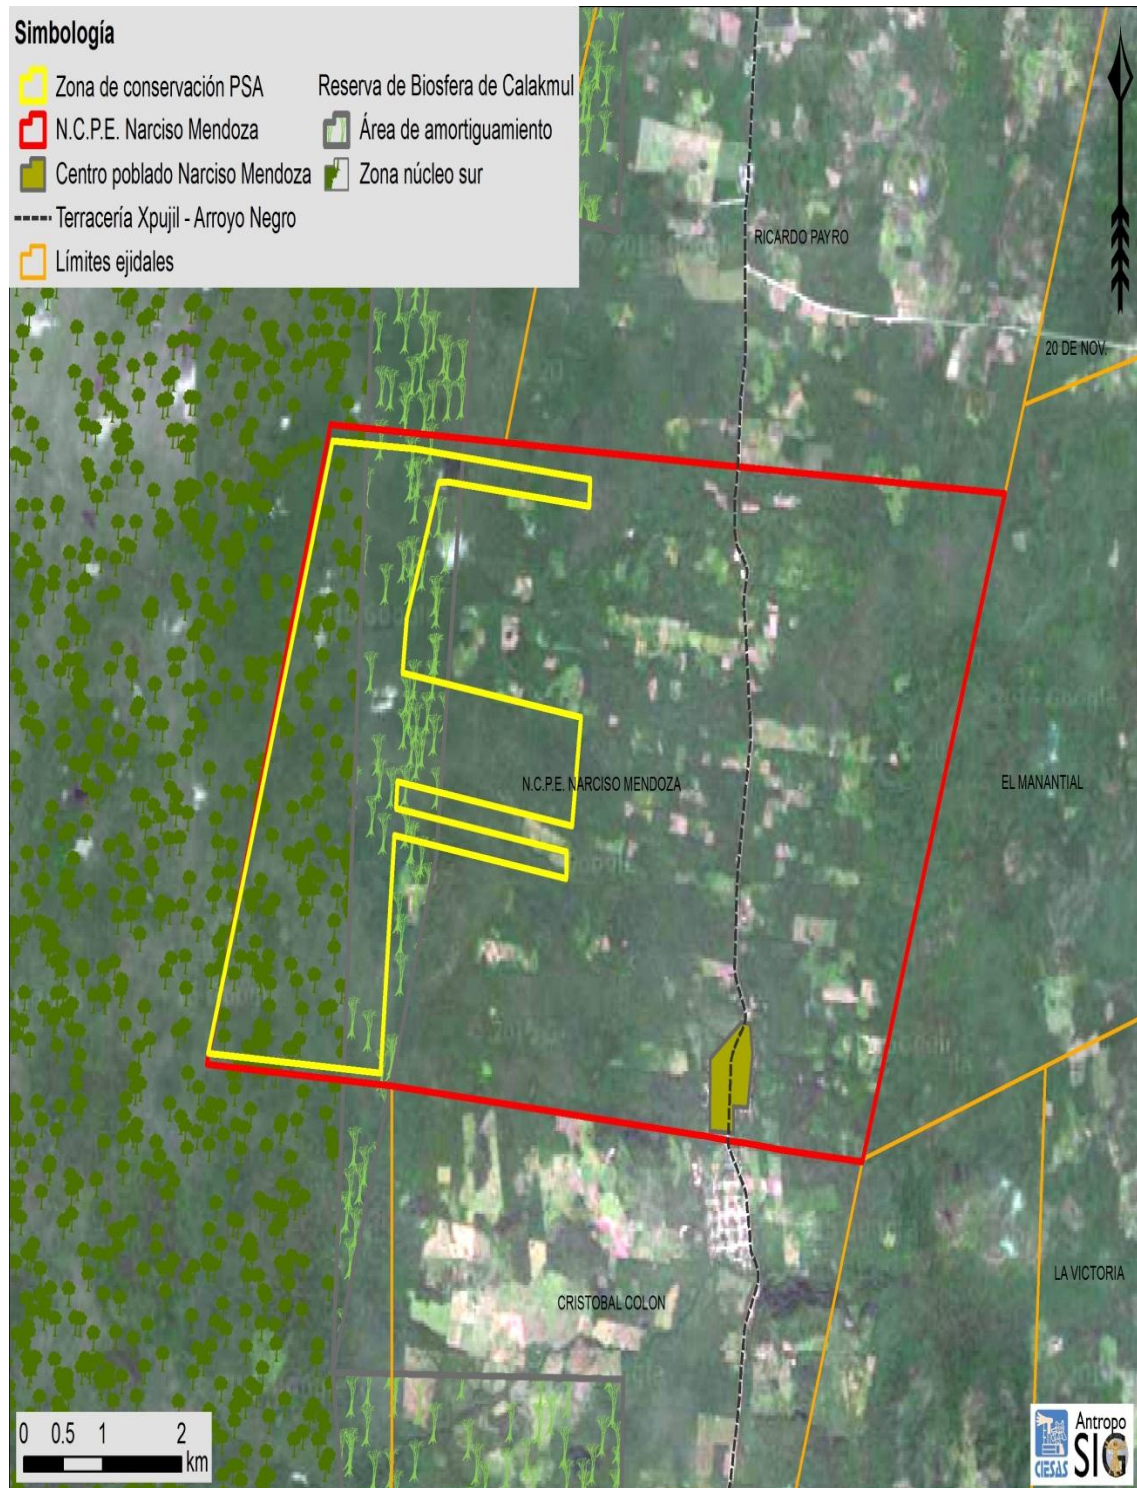 Simbología
Zona de conservación PSA
N.C.P.E. Narciso Mendoza
Centro poblado Narciso Mendoza
Terracería Xpujil - Arroyo Negro
Límites ejidales
Reserva de Biosfera de Calakmul
Área de amortiguamiento
Zona núcleo sur
RICARDO PAYRO
20 DE NOV.
N.C.P.E. NARCISO MENDOZA
EL MANANTIAL
LA VICTORIA
CRISTOBAL COLON
0 0.5 1 2
km
CIESAS
Antropo
SIG